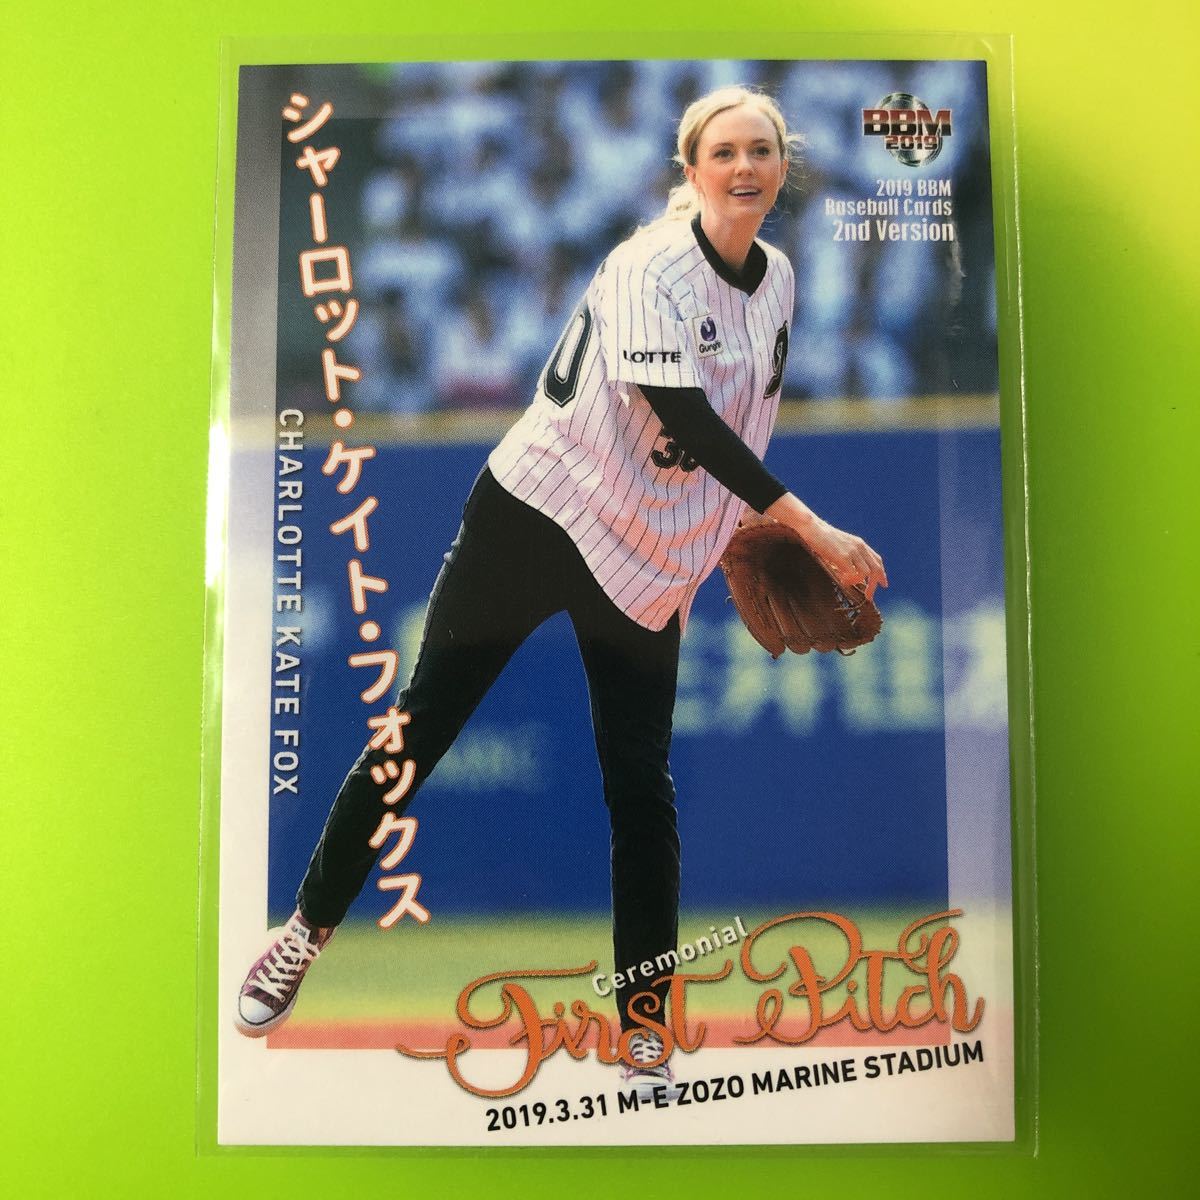 BBM
2019
2019 BBM
Baseball Cards
2nd Version
シャーロット・ケイト・フォックス
CHARLOTTE KATE FOX
LOTTE
30
Ceremonial
First Pitch
2019.3.31 M-E ZOZO MARINE STADIUM